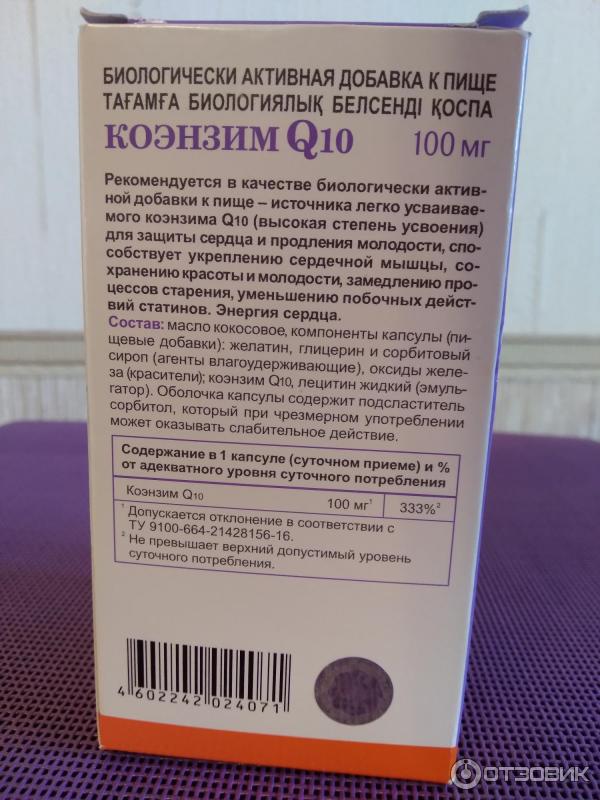 БИОЛОГИЧЕСКИ АКТИВНАЯ ДОБАВКА К ПИЩЕ
ТАҒАМҒА БИОЛОГИЯЛЫҚ БЕЛСЕНДІ ҚОСПА
КОЭНЗИМ Q10 100 мг
Рекомендуется в качестве биологически актив-
ной добавки к пище – источника легко усваивае-
мого коэнзима Q10 (высокая степень усвоения)
для защиты сердца и продления молодости, спо-
собствует укреплению сердечной мышцы, со-
хранению красоты и молодости, замедлению про-
цессов старения, уменьшению побочных дейст-
вий статинов. Энергия сердца.
Состав: масло кокосовое, компоненты капсулы (пи-
щевые добавки): желатин, глицерин и сорбитовый
сироп (агенты влагоудерживающие), оксиды желе-
за (красители); коэнзим Q10, лецитин жидкий (эмуль-
гатор). Оболочка капсулы содержит подсластитель
сорбитол, который при чрезмерном употреблении
может оказывать слабительное действие.
Содержание в 1 капсуле (суточном приеме) и %
от адекватного уровня суточного потребления
Коэнзим Q10 100 мг¹ 333%²
¹ Допускается отклонение в соответствии с
ТУ 9100-664-21428156-16.
² Не превышает верхний допустимый уровень
суточного потребления.
4 602242 024071
ОТЗОВИК